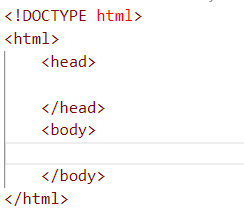 <!DOCTYPE html>
<html>
    <head>

    </head>
    <body>

    </body>
</html>